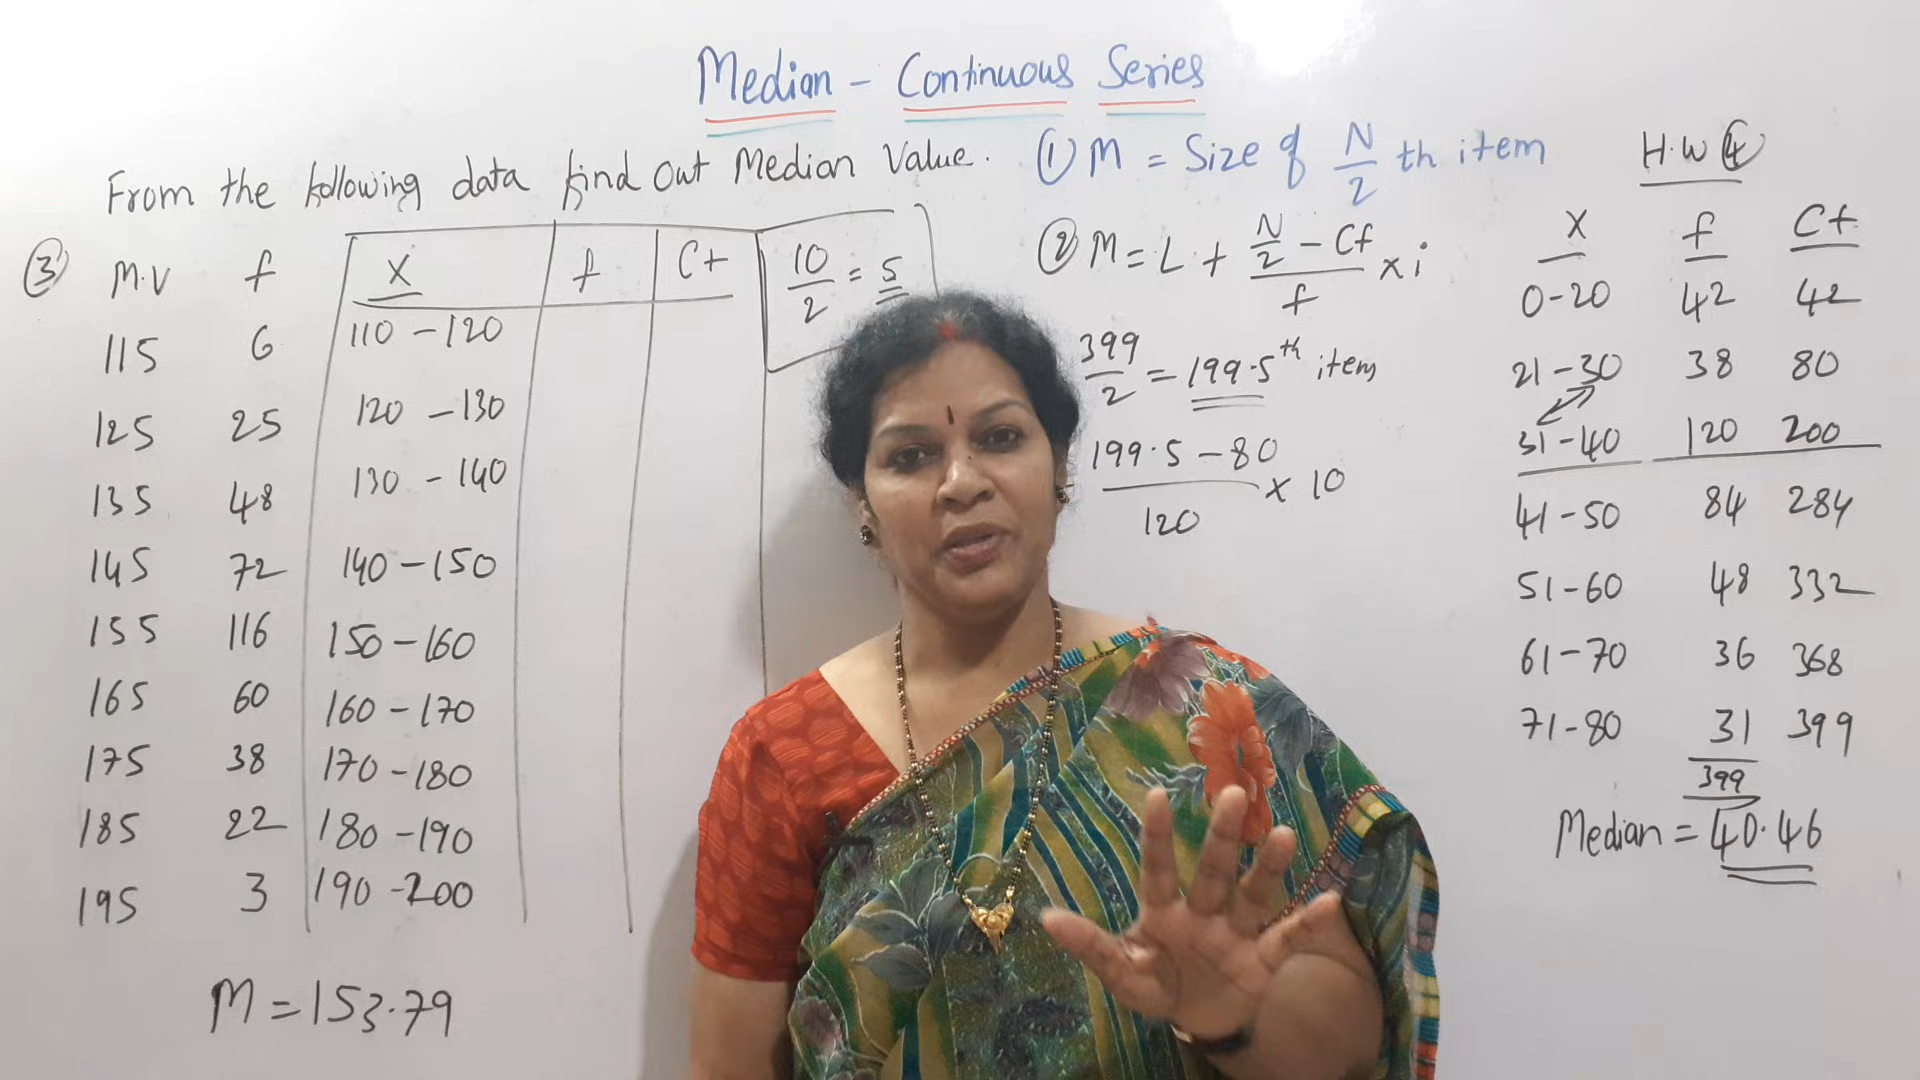 Median - Continuous Series
From the following data find out Median Value.
③
M.V f
115 6
125 25
135 48
145 72
155 116
165 60
175 38
185 22
195 3
X f Cf
110 - 120
120 - 130
130 - 140
140 - 150
150 - 160
160 - 170
170 - 180
180 - 190
190 - 200
M = 153.79
10/2 = 5
① M = Size of N/2 th item
② M = L + (N/2 - Cf)/f × i
399/2 = 199.5th item
(199.5 - 80)/120 × 10
H.W ④
X f Cf
0-20 42 42
21-30 38 80
31-40 120 200
41-50 84 284
51-60 48 332
61-70 36 368
71-80 31 399
399
Median = 40.46